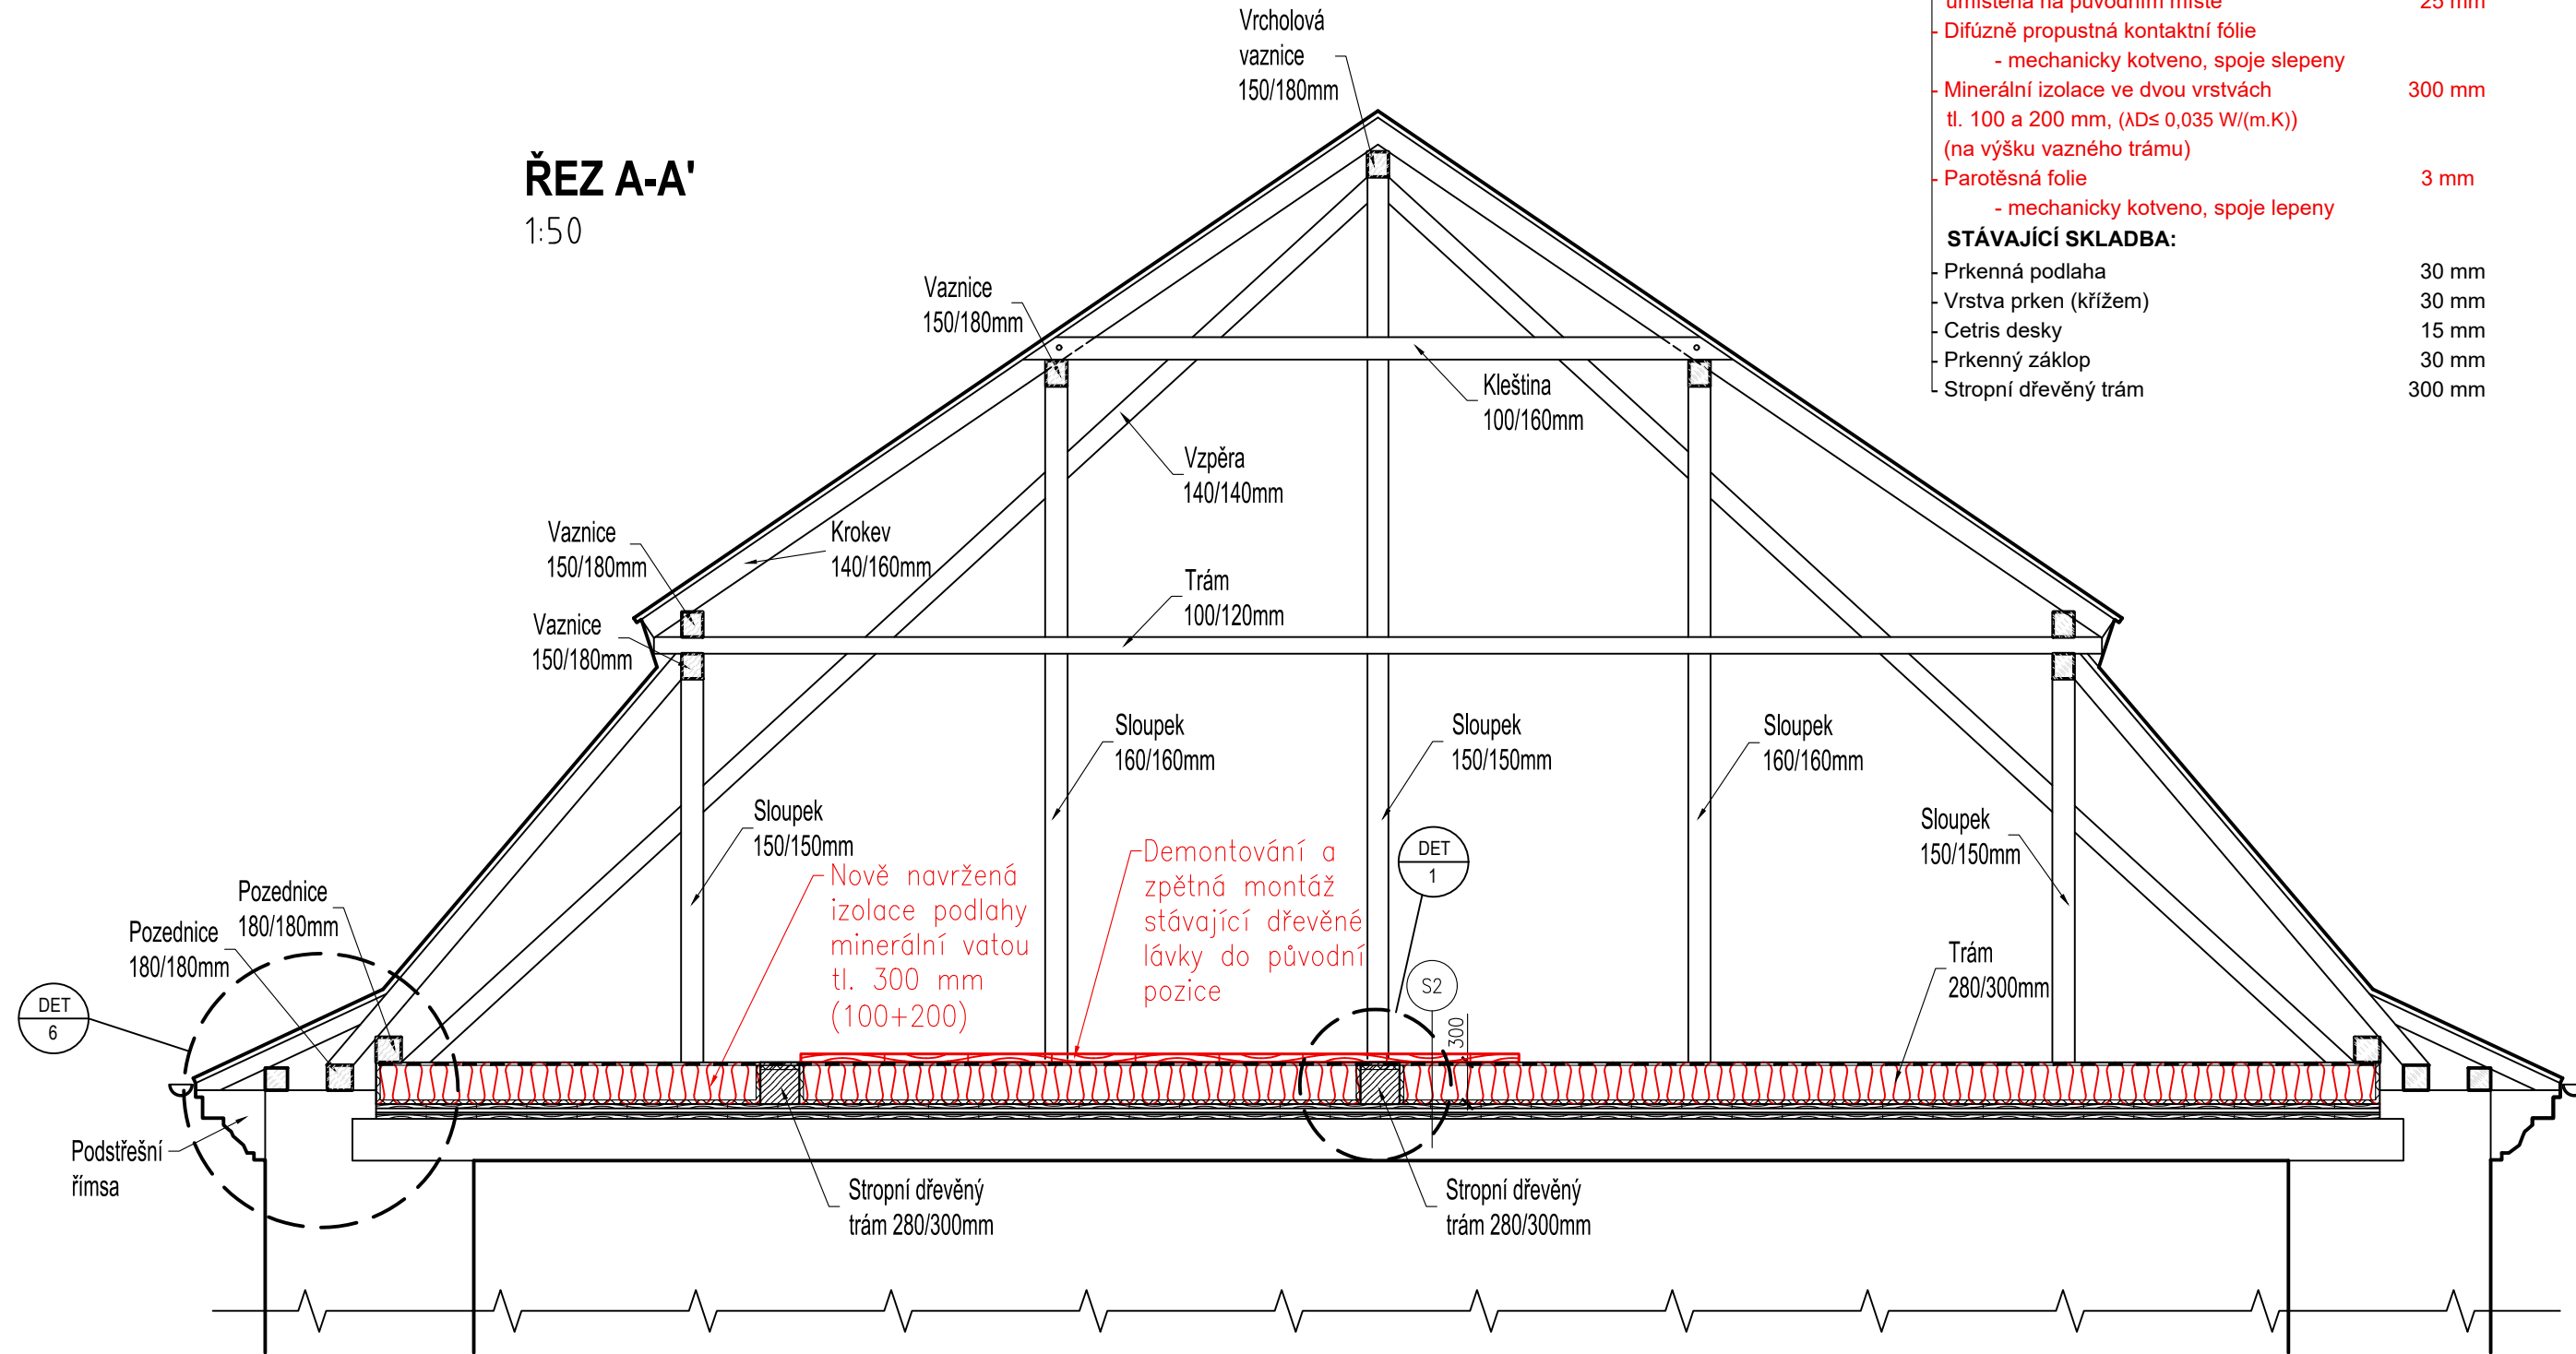 ŘEZ A-A'
1:50
Vrcholová
vaznice
150/180mm
umístěna na původním místě 25 mm
- Difúzně propustná kontaktní fólie
- mechanicky kotveno, spoje slepeny
- Minerální izolace ve dvou vrstvách 300 mm
tl. 100 a 200 mm, (λD≤ 0,035 W/(m.K))
(na výšku vazného trámu)
- Parotěsná folie 3 mm
- mechanicky kotveno, spoje lepeny
STÁVAJÍCÍ SKLADBA:
- Prkenná podlaha 30 mm
- Vrstva prken (křížem) 30 mm
- Cetris desky 15 mm
- Prkenný záklop 30 mm
- Stropní dřevěný trám 300 mm
Vaznice
150/180mm
Kleština
100/160mm
Vzpěra
140/140mm
Vaznice
150/180mm
Krokev
140/160mm
Trám
100/120mm
Vaznice
150/180mm
Sloupek
160/160mm
Sloupek
150/150mm
Sloupek
160/160mm
Sloupek
150/150mm
Sloupek
150/150mm
Nově navržená
izolace podlahy
minerální vatou
tl. 300 mm
(100+200)
Demontování a
zpětná montáž
stávající dřevěné
lávky do původní
pozice
DET
1
S2
300
Trám
280/300mm
Pozednice
180/180mm
Pozednice
180/180mm
DET
6
Podstřešní
římsa
Stropní dřevěný
trám 280/300mm
Stropní dřevěný
trám 280/300mm